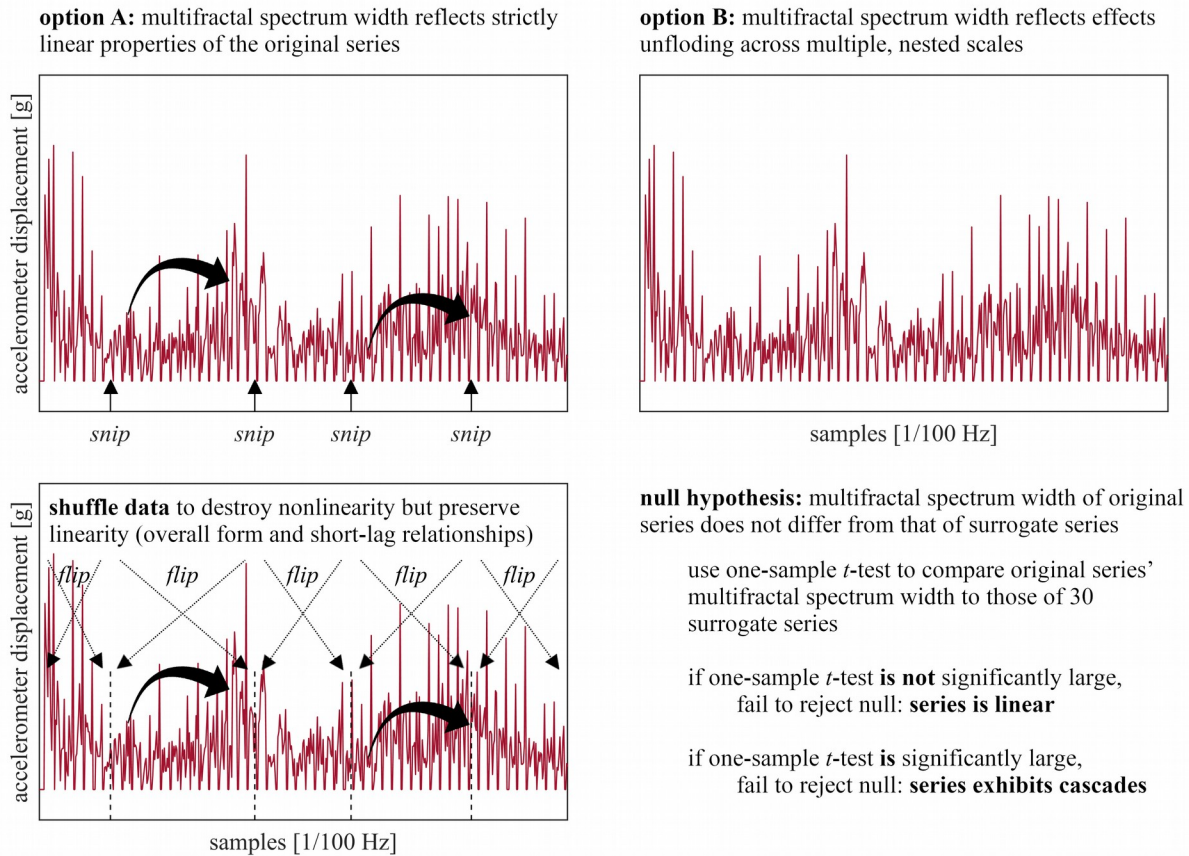 option A: multifractal spectrum width reflects strictly
linear properties of the original series
accelerometer displacement [g]
snip
snip
snip
snip
option B: multifractal spectrum width reflects effects
unfloding across multiple, nested scales
samples [1/100 Hz]
shuffle data to destroy nonlinearity but preserve
linearity (overall form and short-lag relationships)
flip
flip
flip
flip
flip
accelerometer displacement [g]
samples [1/100 Hz]
null hypothesis: multifractal spectrum width of original
series does not differ from that of surrogate series
use one-sample t-test to compare original series’
multifractal spectrum width to those of 30
surrogate series
if one-sample t-test is not significantly large,
fail to reject null: series is linear
if one-sample t-test is significantly large,
fail to reject null: series exhibits cascades